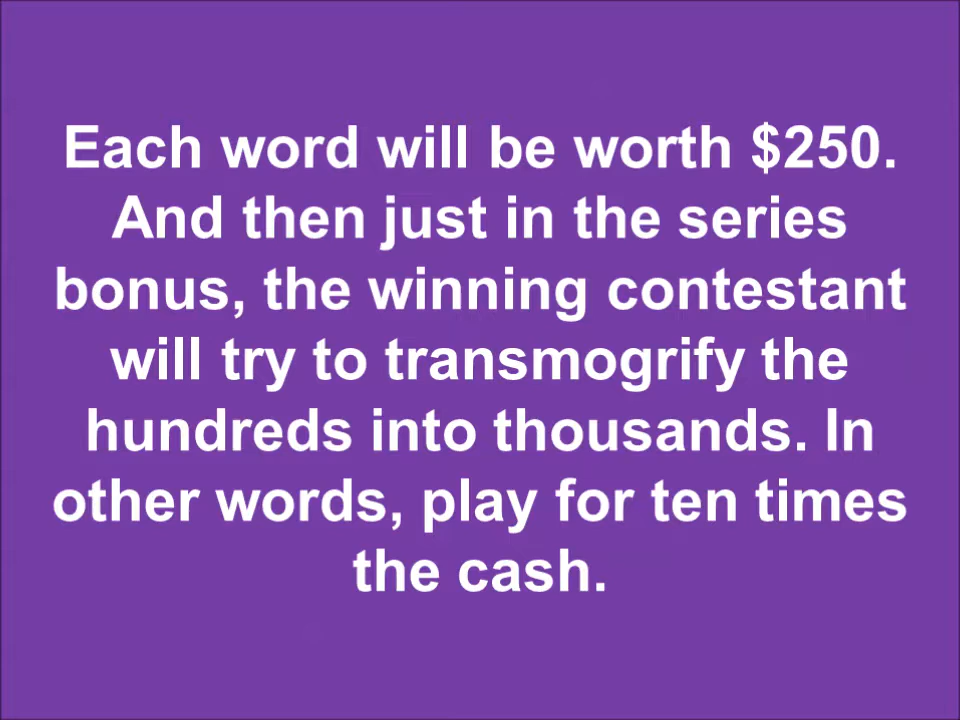 Each word will be worth $250.
And then just in the series
bonus, the winning contestant
will try to transmogrify the
hundreds into thousands. In
other words, play for ten times
the cash.